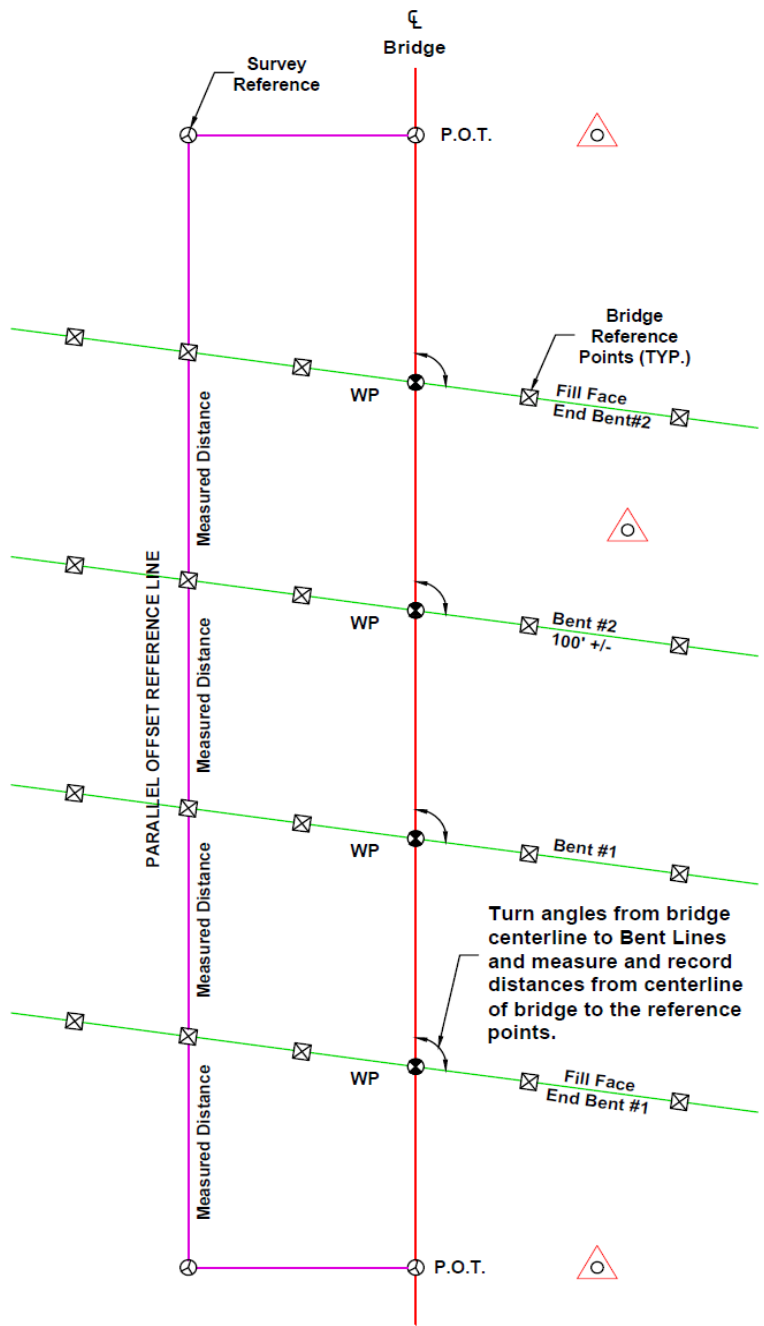 ℄
Bridge
Survey
Reference
P.O.T.
Bridge
Reference
Points (TYP.)
WP
Fill Face
End Bent#2
Measured Distance
PARALLEL OFFSET REFERENCE LINE
WP
Bent #2
100' +/-
Measured Distance
WP
Bent #1
Measured Distance
Turn angles from bridge
centerline to Bent Lines
and measure and record
distances from centerline
of bridge to the reference
points.
WP
Fill Face
End Bent #1
Measured Distance
P.O.T.